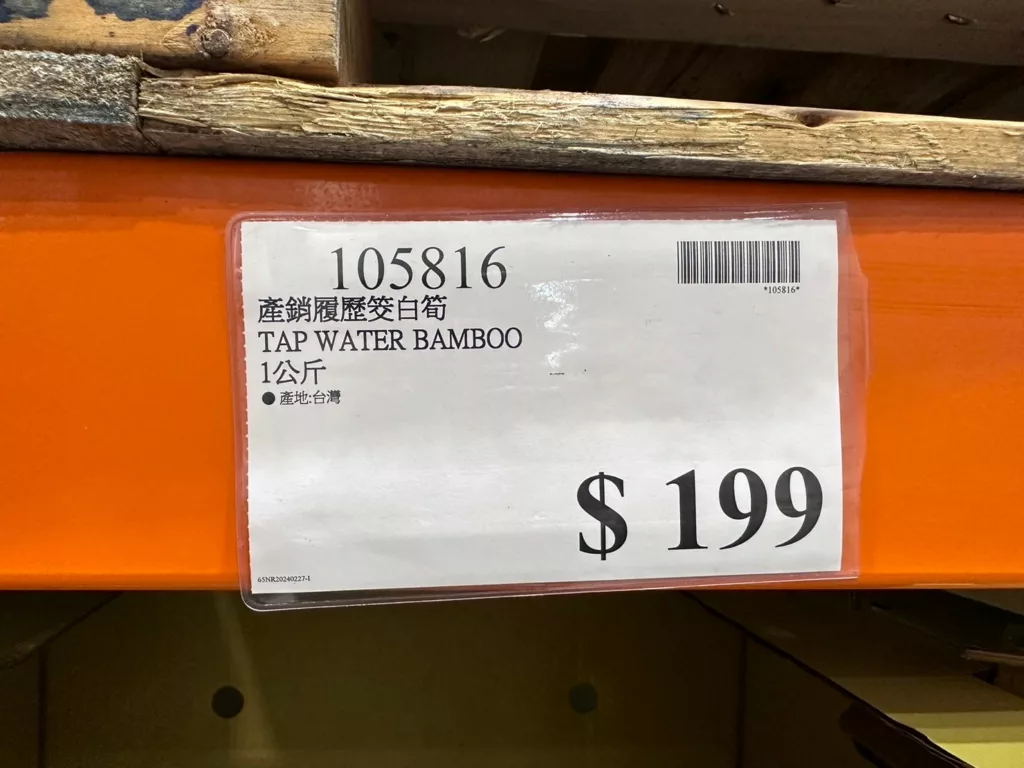 105816
*105816*
產銷履歷筊白筍
TAP WATER BAMBOO
1公斤
● 產地:台灣
$ 199
65NR20240227-1